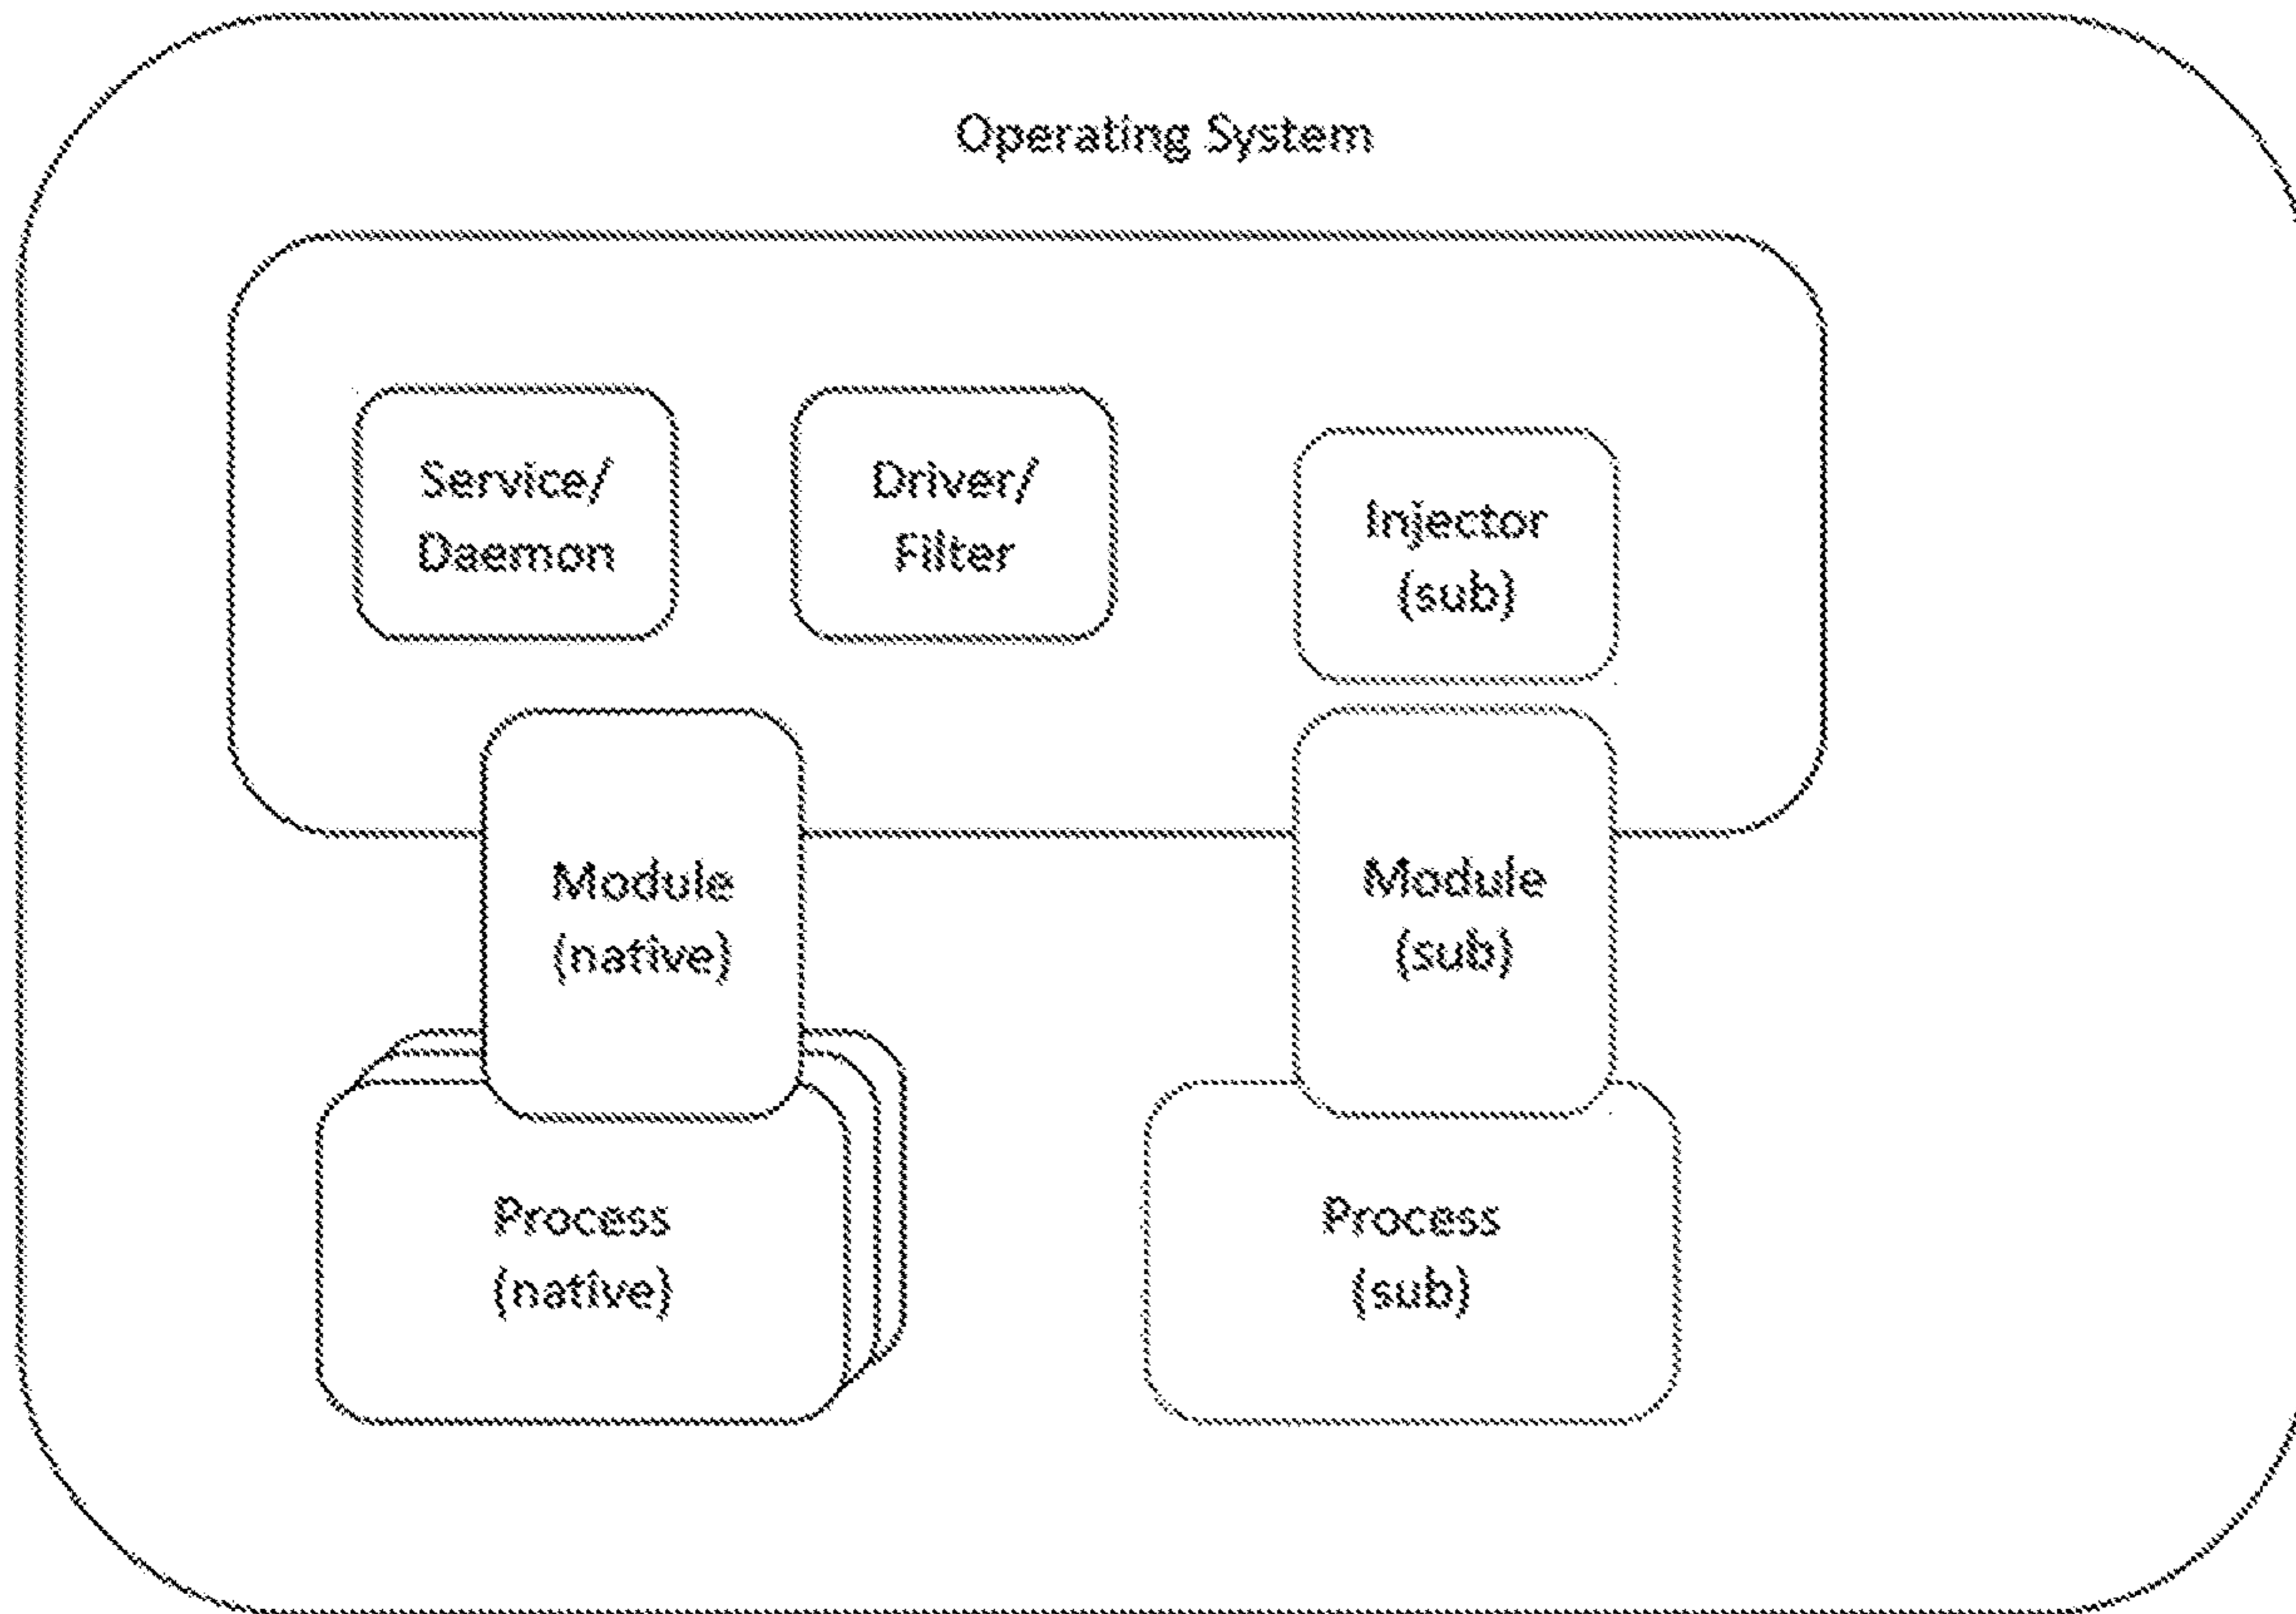 Operating System
Service/
Daemon
Driver/
Filter
Injector
(sub)
Module
(native)
Module
(sub)
Process
(native)
Process
(sub)